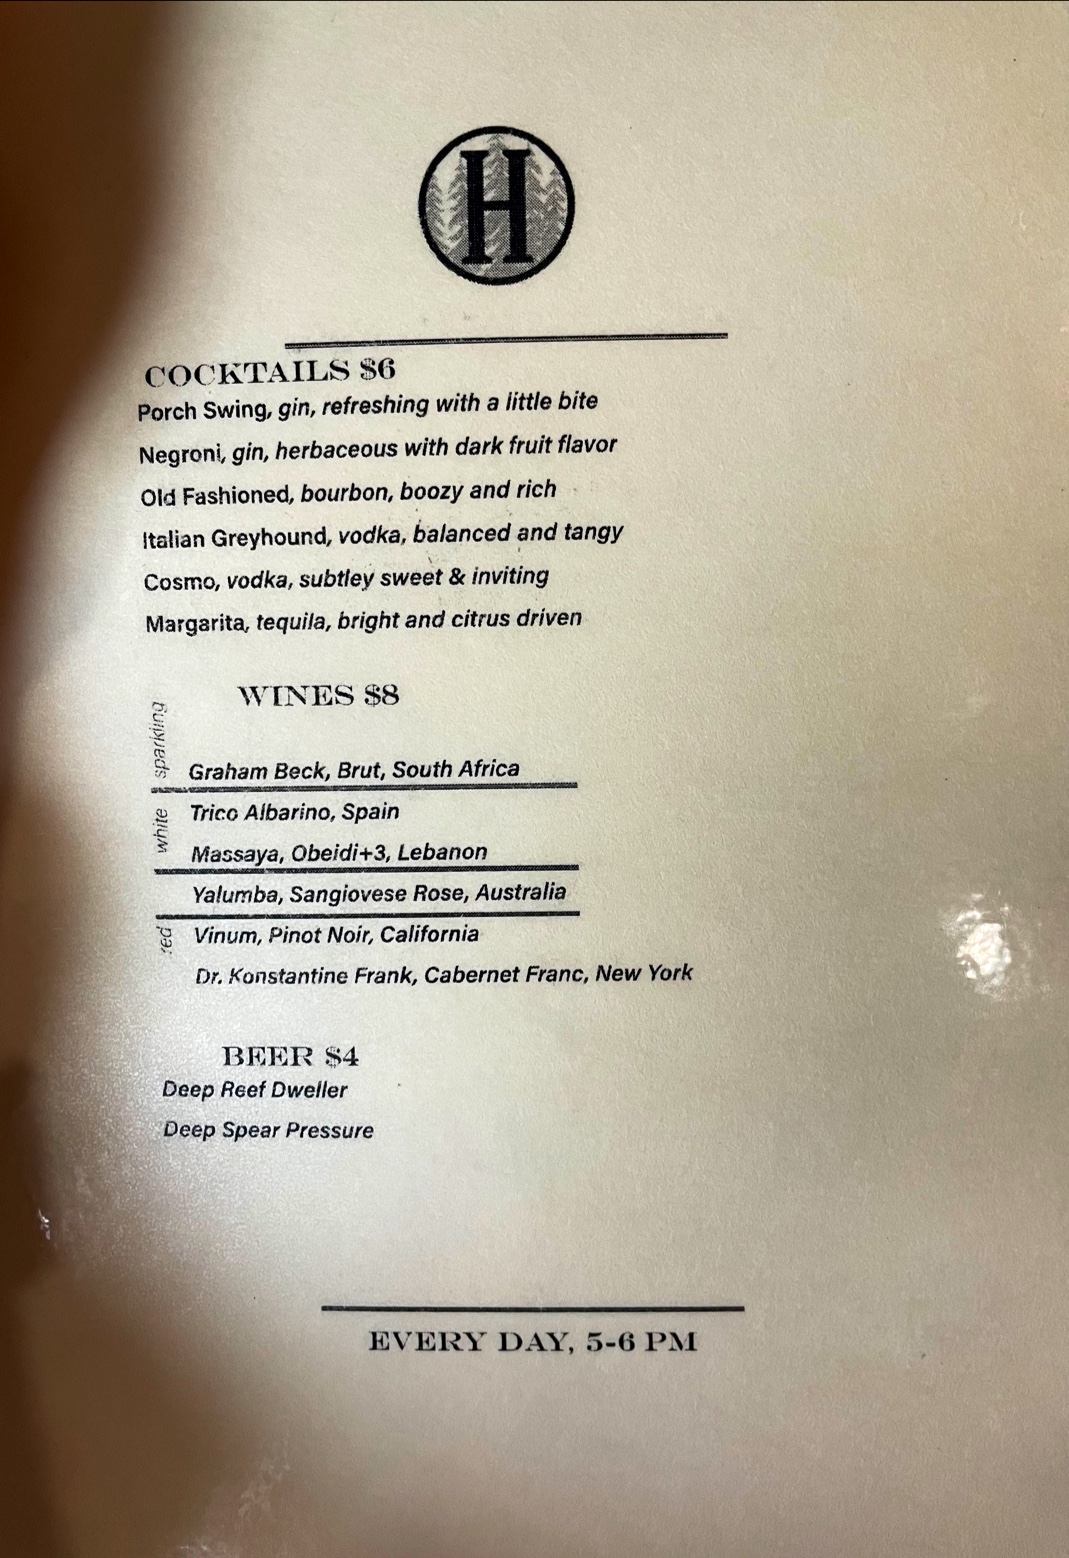 H
COCKTAILS $6
Porch Swing, gin, refreshing with a little bite
Negroni, gin, herbaceous with dark fruit flavor
Old Fashioned, bourbon, boozy and rich
Italian Greyhound, vodka, balanced and tangy
Cosmo, vodka, subtley sweet & inviting
Margarita, tequila, bright and citrus driven
WINES $8
sparkling
Graham Beck, Brut, South Africa
white
Trico Albarino, Spain
Massaya, Obeidi+3, Lebanon
Yalumba, Sangiovese Rose, Australia
red
Vinum, Pinot Noir, California
Dr. Konstantine Frank, Cabernet Franc, New York
BEER $4
Deep Reef Dweller
Deep Spear Pressure
EVERY DAY, 5-6 PM